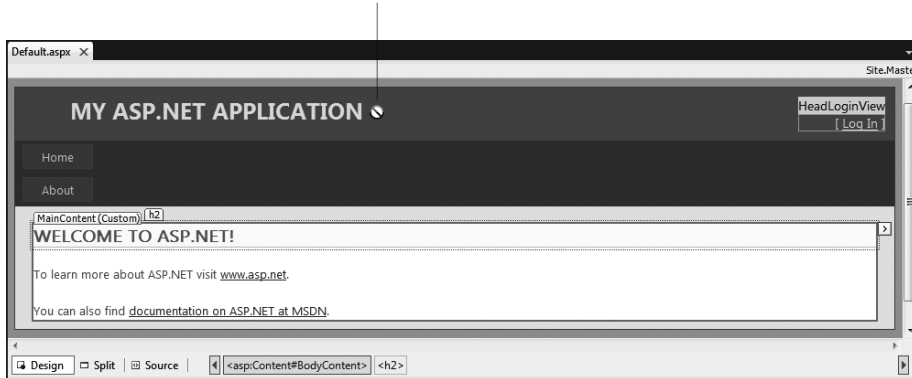 Default.aspx ×
Site.Maste
MY ASP.NET APPLICATION
HeadLoginView
[ Log In ]
Home
About
MainContent (Custom) h2
WELCOME TO ASP.NET!
To learn more about ASP.NET visit www.asp.net.
You can also find documentation on ASP.NET at MSDN.
Design Split Source <asp:Content#BodyContent> <h2>